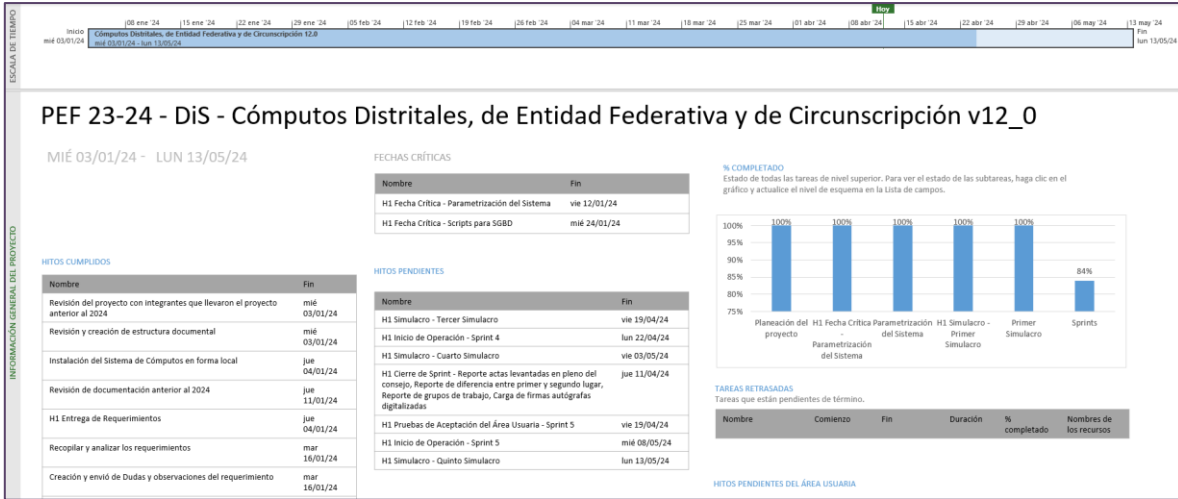 ESCALA DE TIEMPO
Hoy
08 ene '24 15 ene '24 22 ene '24 29 ene '24 05 feb '24 12 feb '24 19 feb '24 26 feb '24 04 mar '24 11 mar '24 18 mar '24 25 mar '24 01 abr '24 08 abr '24 15 abr '24 22 abr '24 29 abr '24 06 may '24 13 may '24
Inicio
mié 03/01/24
Cómputos Distritales, de Entidad Federativa y de Circunscripción 12.0
mié 03/01/24 - lun 13/05/24
Fin
lun 13/05/24
INFORMACIÓN GENERAL DEL PROYECTO
PEF 23-24 - DiS - Cómputos Distritales, de Entidad Federativa y de Circunscripción v12_0
MIÉ 03/01/24 - LUN 13/05/24
HITOS CUMPLIDOS
Nombre Fin
Revisión del proyecto con integrantes que llevaron el proyecto mié
anterior al 2024 03/01/24
Revisión y creación de estructura documental mié
03/01/24
Instalación del Sistema de Cómputos en forma local jue
04/01/24
Revisión de documentación anterior al 2024 jue
11/01/24
H1 Entrega de Requerimientos jue
04/01/24
Recopilar y analizar los requerimientos mar
16/01/24
Creación y envió de Dudas y observaciones del requerimiento mar
16/01/24
FECHAS CRÍTICAS
Nombre Fin
H1 Fecha Crítica - Parametrización del Sistema vie 12/01/24
H1 Fecha Crítica - Scripts para SGBD mié 24/01/24
HITOS PENDIENTES
Nombre Fin
H1 Simulacro - Tercer Simulacro vie 19/04/24
H1 Inicio de Operación - Sprint 4 lun 22/04/24
H1 Simulacro - Cuarto Simulacro vie 03/05/24
H1 Cierre de Sprint - Reporte actas levantadas en pleno del jue 11/04/24
consejo, Reporte de diferencia entre primer y segundo lugar,
Reporte de grupos de trabajo, Carga de firmas autógrafas
digitalizadas
H1 Pruebas de Aceptación del Área Usuaria - Sprint 5 vie 19/04/24
H1 Inicio de Operación - Sprint 5 mié 08/05/24
H1 Simulacro - Quinto Simulacro lun 13/05/24
% COMPLETADO
Estado de todas las tareas de nivel superior. Para ver el estado de las subtareas, haga clic en el
gráfico y actualice el nivel de esquema en la Lista de campos.
100% 100% 100% 100% 100% 84%
100%
95%
90%
85%
80%
75%
Planeación del proyecto
H1 Fecha Crítica - Parametrización del Sistema
Parametrización del Sistema
H1 Simulacro - Primer Simulacro
Primer Simulacro
Sprints
TAREAS RETRASADAS
Tareas que están pendientes de término.
Nombre Comienzo Fin Duración % completado Nombres de los recursos
HITOS PENDIENTES DEL ÁREA USUARIA